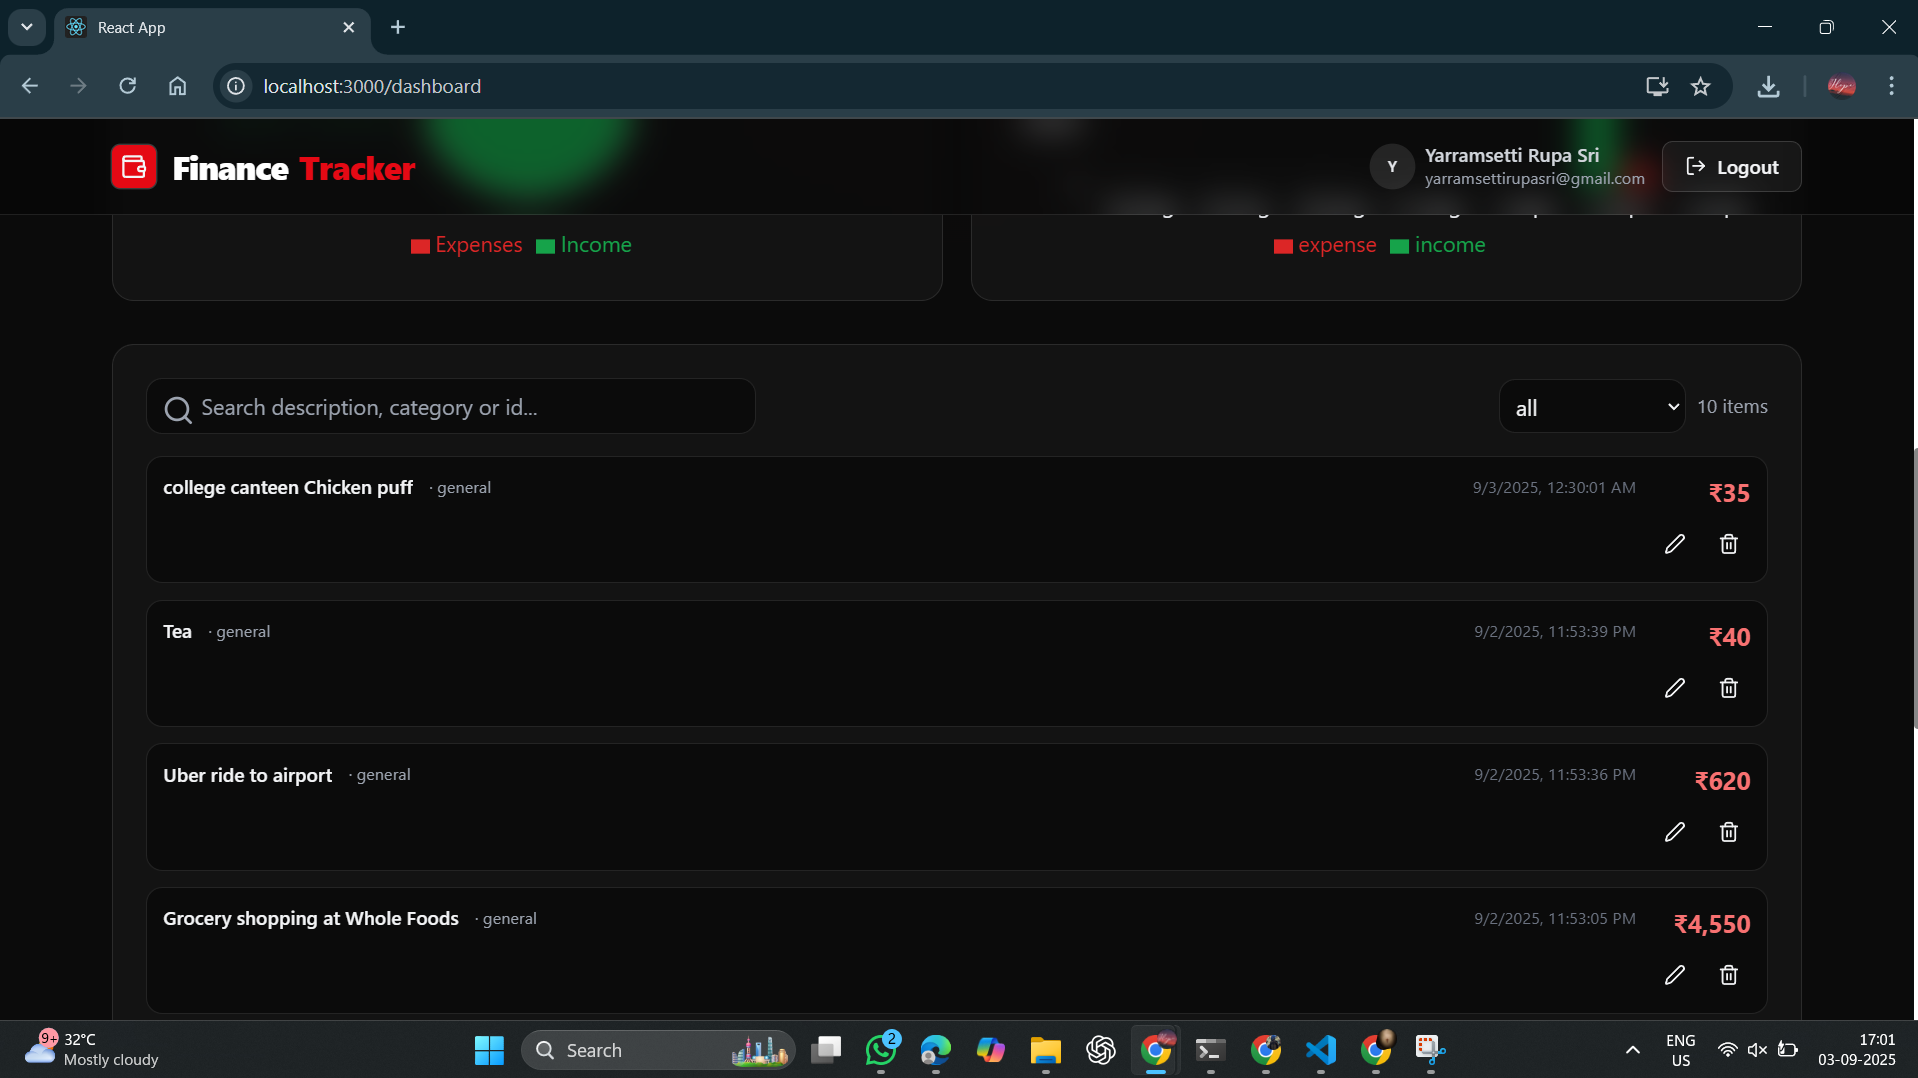 React App
localhost:3000/dashboard
Finance Tracker
Y
Yarramsetti Rupa Sri
yarramsettirupasri@gmail.com
Logout
Expenses Income
expense income
Search description, category or id...
all
10 items
college canteen Chicken puff · general
9/3/2025, 12:30:01 AM
₹35
Tea · general
9/2/2025, 11:53:39 PM
₹40
Uber ride to airport · general
9/2/2025, 11:53:36 PM
₹620
Grocery shopping at Whole Foods · general
9/2/2025, 11:53:05 PM
₹4,550
9+
32°C
Mostly cloudy
Search
2
ENG
US
17:01
03-09-2025